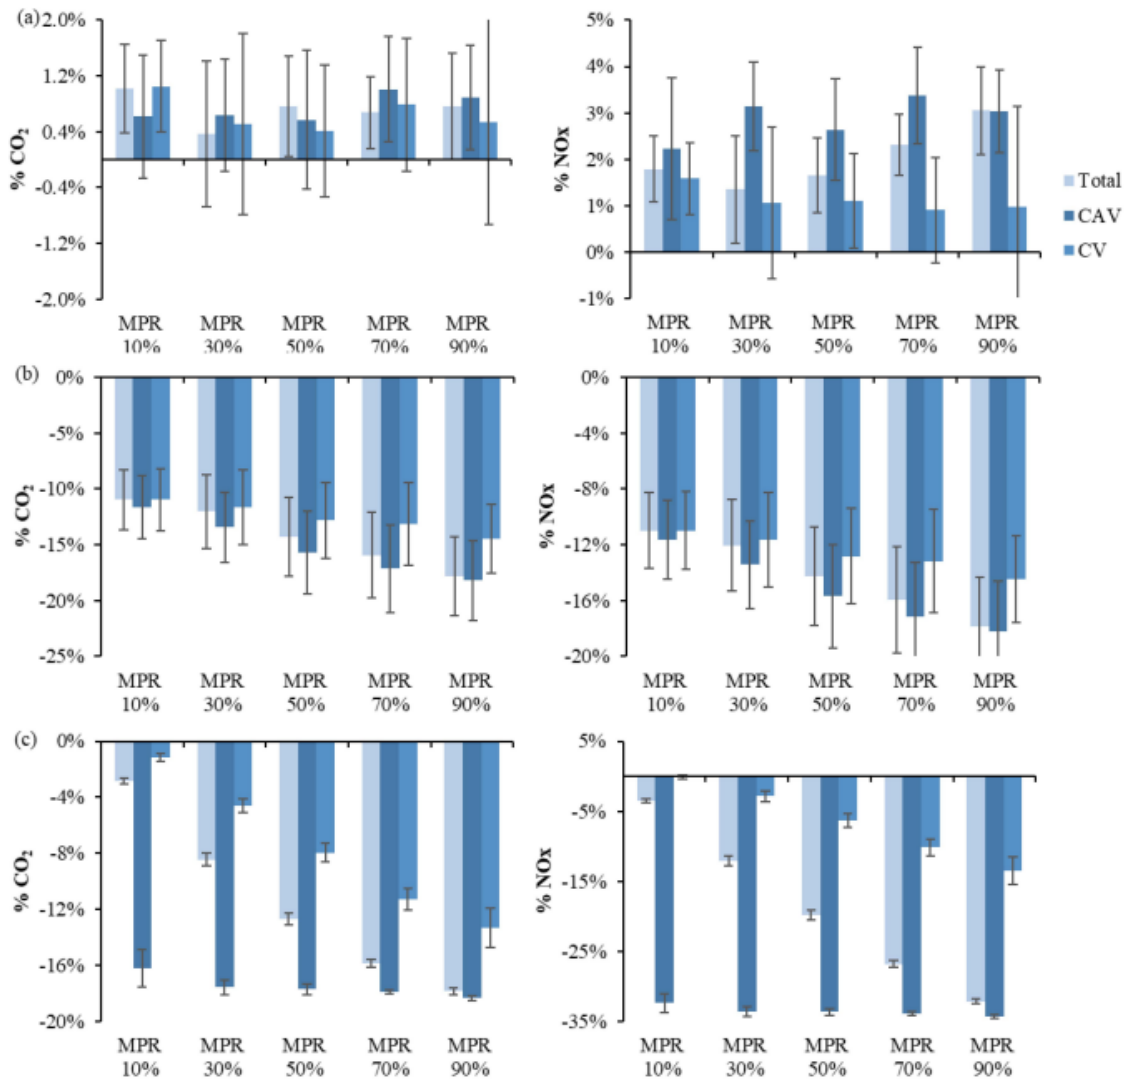 (a)
2.0%
1.2%
0.4%
-0.4%
-1.2%
-2.0%
% CO₂
MPR MPR MPR MPR MPR
10% 30% 50% 70% 90%
5%
4%
3%
2%
1%
0%
-1%
% NOx
MPR MPR MPR MPR MPR
10% 30% 50% 70% 90%
Total
CAV
CV
(b)
0%
-5%
-10%
-15%
-20%
-25%
% CO₂
MPR MPR MPR MPR MPR
10% 30% 50% 70% 90%
0%
-4%
-8%
-12%
-16%
-20%
% NOx
MPR MPR MPR MPR MPR
10% 30% 50% 70% 90%
(c)
0%
-4%
-8%
-12%
-16%
-20%
% CO₂
MPR MPR MPR MPR MPR
10% 30% 50% 70% 90%
5%
-5%
-15%
-25%
-35%
% NOx
MPR MPR MPR MPR MPR
10% 30% 50% 70% 90%